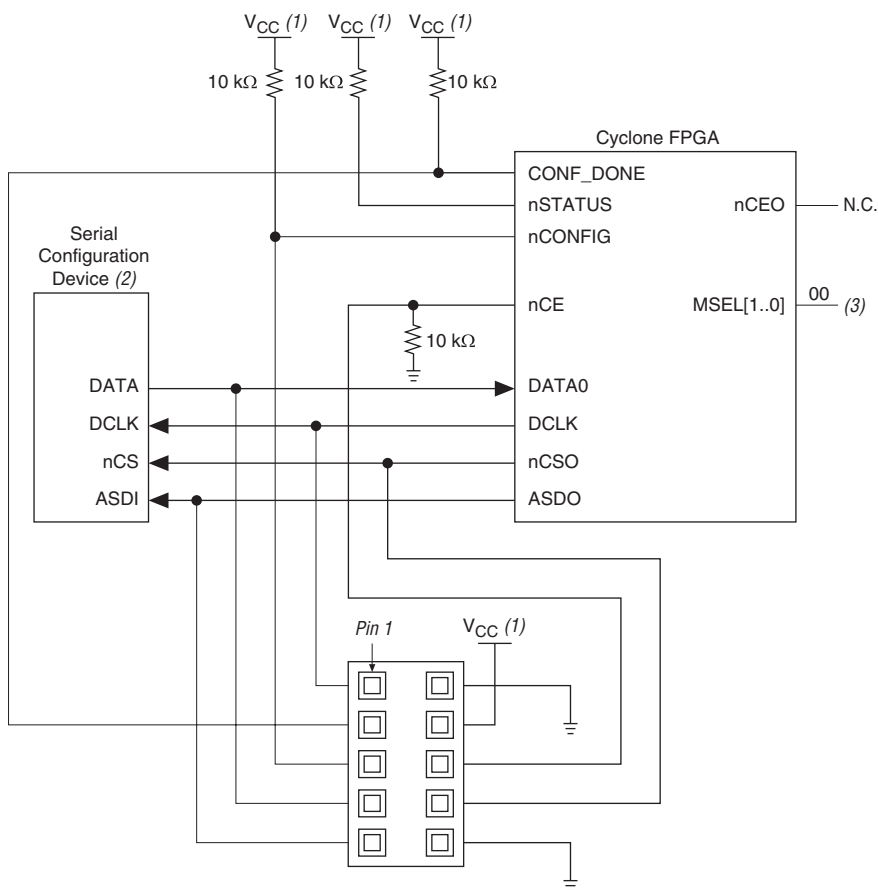 VCC (1) VCC (1) VCC (1)
10 kΩ 10 kΩ 10 kΩ
Cyclone FPGA
CONF_DONE
nSTATUS
nCEO
N.C.
nCONFIG
Serial
Configuration
Device (2)
nCE
MSEL[1..0]
00
(3)
10 kΩ
DATA
DATA0
DCLK
DCLK
nCS
nCSO
ASDI
ASDO
Pin 1
VCC (1)